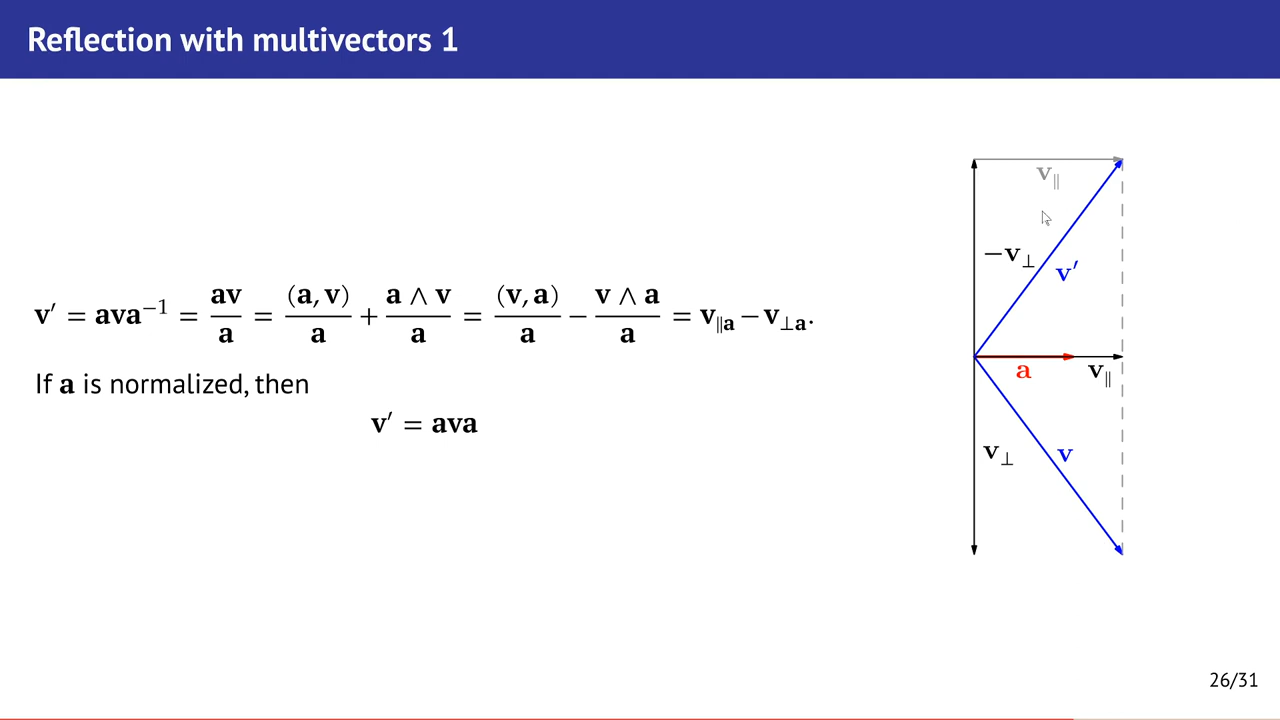 Reflection with multivectors 1
v′ = ava⁻¹ = av/a = (a, v)/a + a ∧ v/a = (v, a)/a − v ∧ a/a = v∥a − v⊥a.
If a is normalized, then
v′ = ava
v∥
−v⊥
v′
a
v∥
v⊥
v
26/31